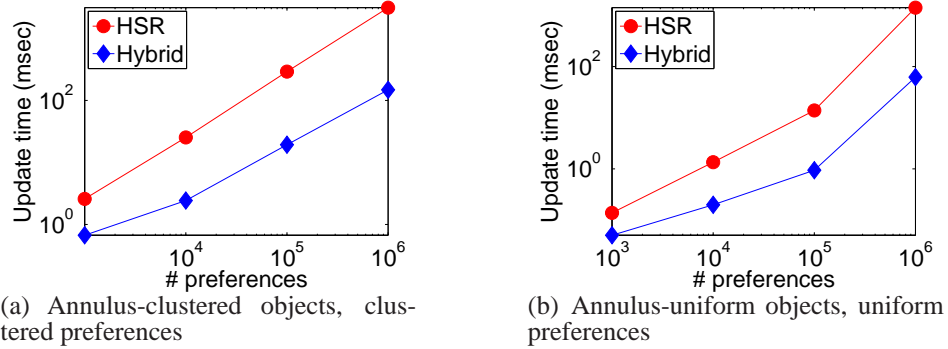 HSR
Hybrid
Update time (msec)
10^2
10^0
10^4
10^5
10^6
# preferences
(a) Annulus-clustered objects, clus-
tered preferences
HSR
Hybrid
Update time (msec)
10^2
10^0
10^3
10^4
10^5
10^6
# preferences
(b) Annulus-uniform objects, uniform
preferences